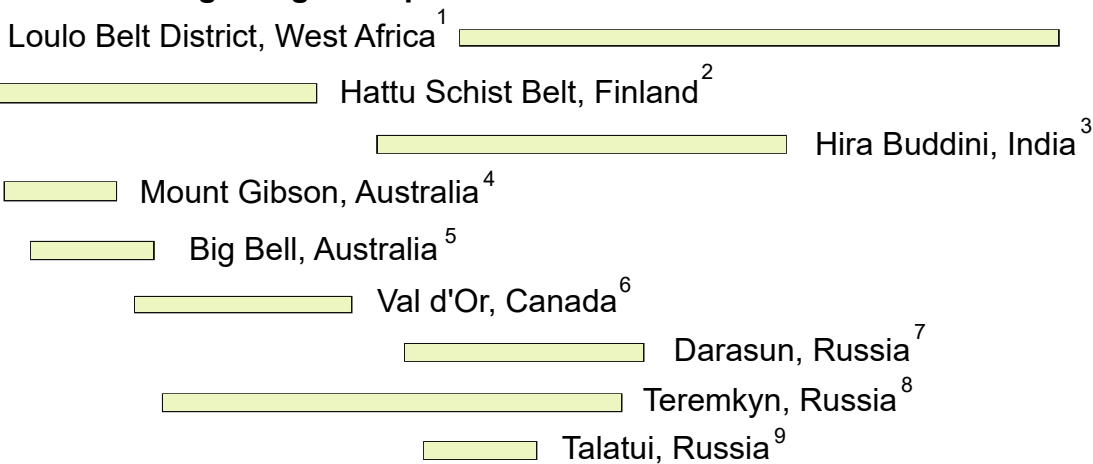 Loulo Belt District, West Africa¹
Hattu Schist Belt, Finland²
Hira Buddini, India³
Mount Gibson, Australia⁴
Big Bell, Australia⁵
Val d'Or, Canada⁶
Darasun, Russia⁷
Teremkyn, Russia⁸
Talatui, Russia⁹